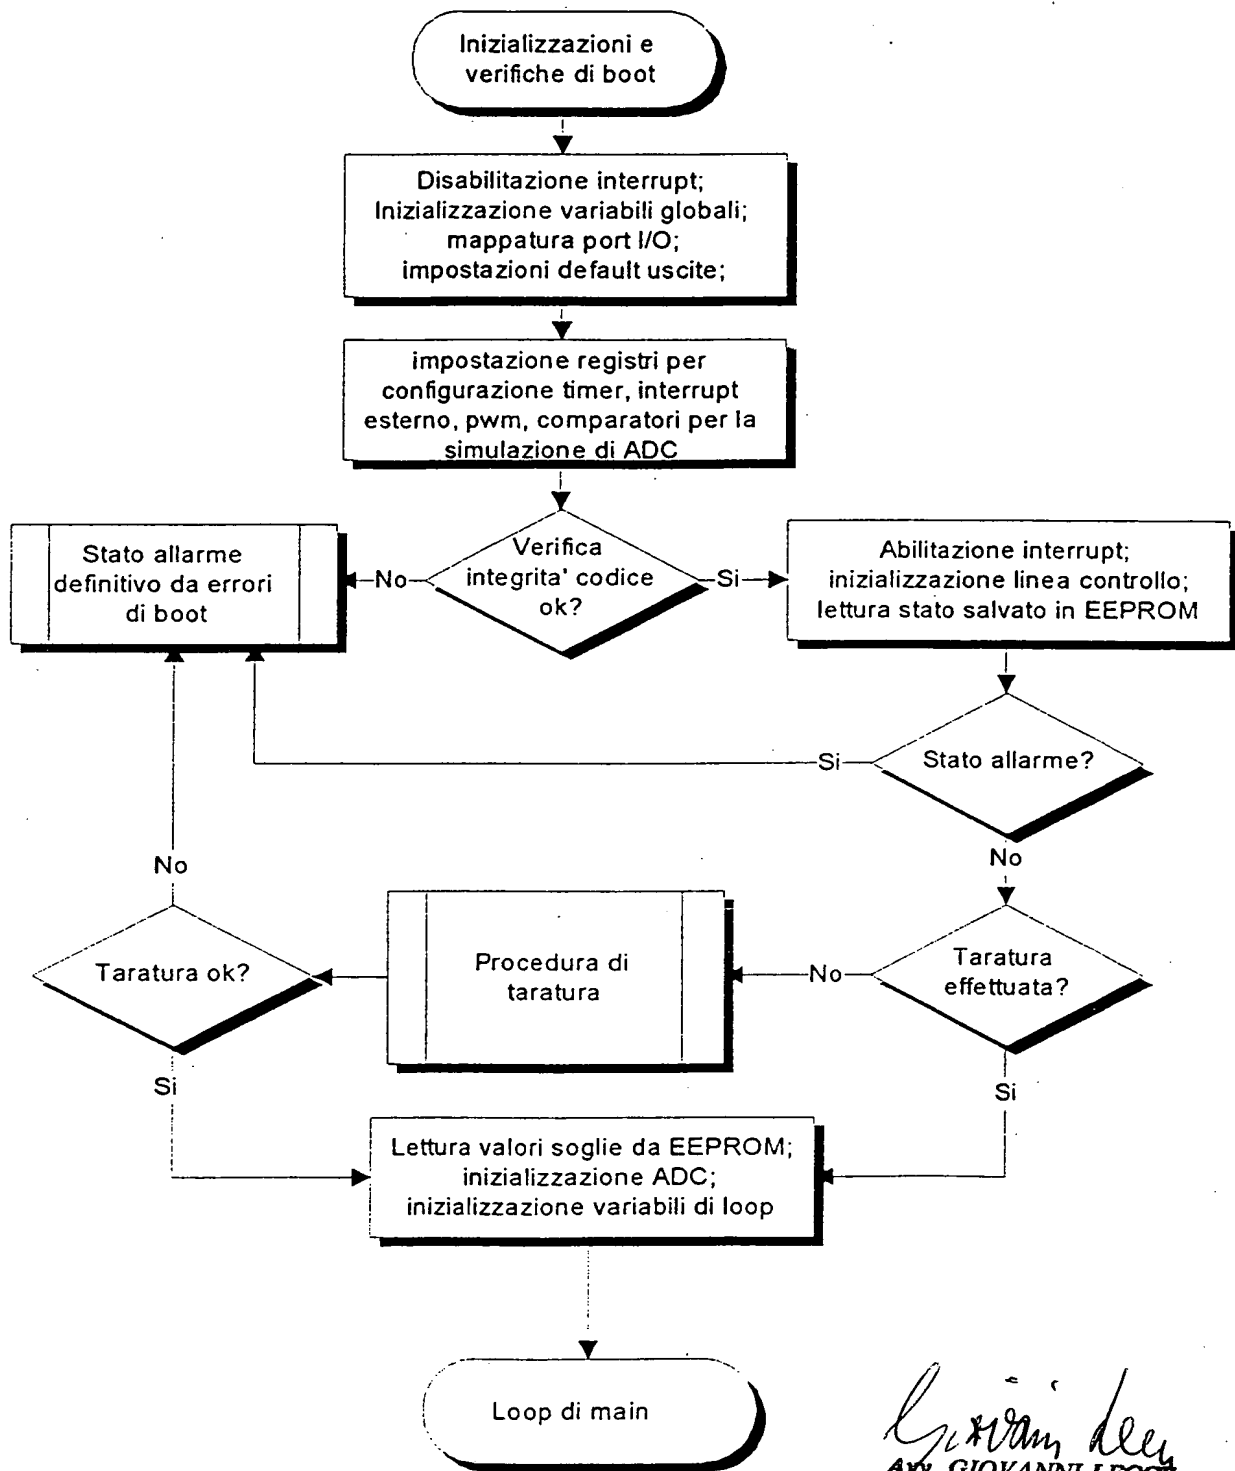 Inizializzazioni e
verifiche di boot
Disabilitazione interrupt;
Inizializzazione variabili globali;
mappatura port I/O;
impostazioni default uscite;
impostazione registri per
configurazione timer, interrupt
esterno, pwm, comparatori per la
simulazione di ADC
Verifica
integrita' codice
ok?
No
Si
Stato allarme
definitivo da errori
di boot
Abilitazione interrupt;
inizializzazione linea controllo;
lettura stato salvato in EEPROM
Stato allarme?
Si
No
Taratura
effettuata?
No
Si
Procedura di
taratura
Taratura ok?
No
Si
Lettura valori soglie da EEPROM;
inizializzazione ADC;
inizializzazione variabili di loop
Loop di main
Avv. GIOVANNI